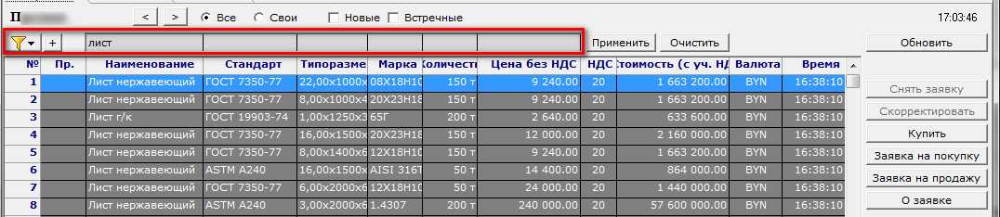 < > Все Свои Новые Встречные 17:03:46
+ лист Применить Очистить Обновить
№ Пр. Наименование Стандарт Типоразме Марка Количести Цена без НДС НДС тоимость (с уч. НД Валюта Время
1 Лист нержавеющий ГОСТ 7350-77 22,00x1000x 08Х18Н10 150 т 9 240.00 20 1 663 200.00 BYN 16:38:10
2 Лист нержавеющий ГОСТ 7350-77 8,00x1000x4 20Х23Н18 150 т 9 240.00 20 1 663 200.00 BYN 16:38:10
Снять заявку
3 Лист г/к ГОСТ 19903-74 1,00x1250x3 65Г 200 т 2 640.00 20 633 600.00 BYN 16:38:10
Скорректировать
4 Лист нержавеющий ГОСТ 7350-77 16,00x1500x 20Х23Н18 150 т 12 000.00 20 2 160 000.00 BYN 16:38:10
Купить
5 Лист нержавеющий ГОСТ 7350-77 8,00x1400x6 12Х18Н10 150 т 9 240.00 20 1 663 200.00 BYN 16:38:10
Заявка на покупку
6 Лист нержавеющий ASTM A240 16,00x1500x AISI 316T 50 т 14 400.00 20 864 000.00 BYN 16:38:10
Заявка на продажу
7 Лист нержавеющий ГОСТ 7350-77 6,00x2000x6 12Х18Н10 50 т 24 000.00 20 1 440 000.00 BYN 16:38:10
О заявке
8 Лист нержавеющий ASTM A240 3,00x2000x6 1.4307 200 т 240 000.00 20 57 600 000.00 BYN 16:38:10